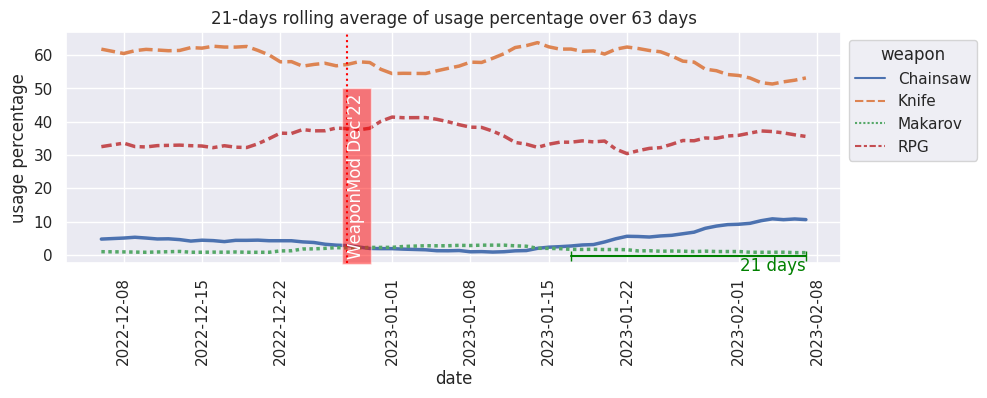 21-days rolling average of usage percentage over 63 days
usage percentage
60
50
40
30
20
10
0
WeaponMod Dec'22
21 days
2022-12-08
2022-12-15
2022-12-22
2023-01-01
2023-01-08
2023-01-15
2023-01-22
2023-02-01
2023-02-08
date
weapon
Chainsaw
Knife
Makarov
RPG